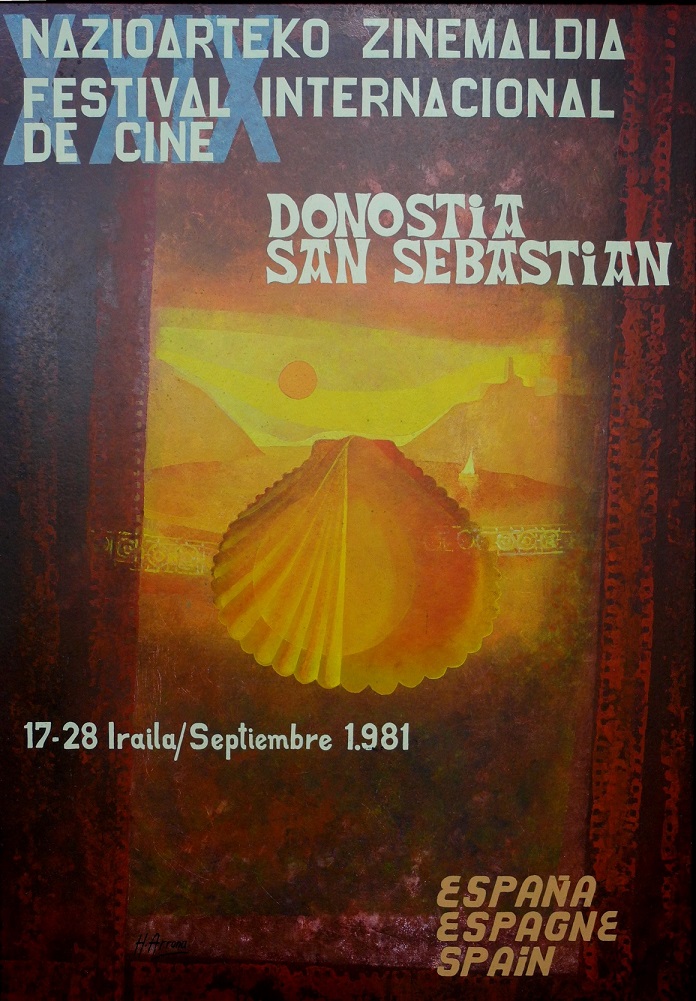 XXIX
NAZIOARTEKO ZINEMALDIA
FESTIVAL INTERNACIONAL
DE CINE
DONOSTiA
SAN SEBASTiAN
17-28 Iraila/Septiembre 1.981
ESPAÑA
ESPAGNE
SPAiN